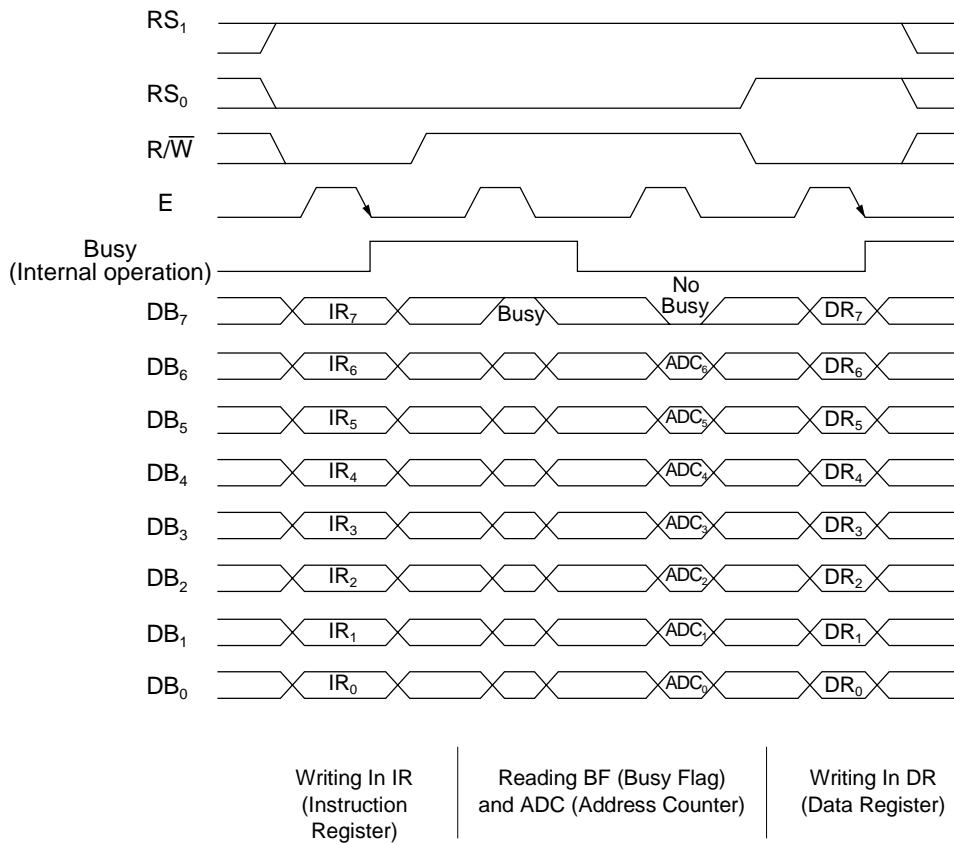 RS₁
RS₀
R/W̅
E
Busy
(Internal operation)
No
DB₇ IR₇ Busy Busy DR₇
DB₆ IR₆ ADC₆ DR₆
DB₅ IR₅ ADC₅ DR₅
DB₄ IR₄ ADC₄ DR₄
DB₃ IR₃ ADC₃ DR₃
DB₂ IR₂ ADC₂ DR₂
DB₁ IR₁ ADC₁ DR₁
DB₀ IR₀ ADC₀ DR₀
Writing In IR
(Instruction
Register)
Reading BF (Busy Flag)
and ADC (Address Counter)
Writing In DR
(Data Register)